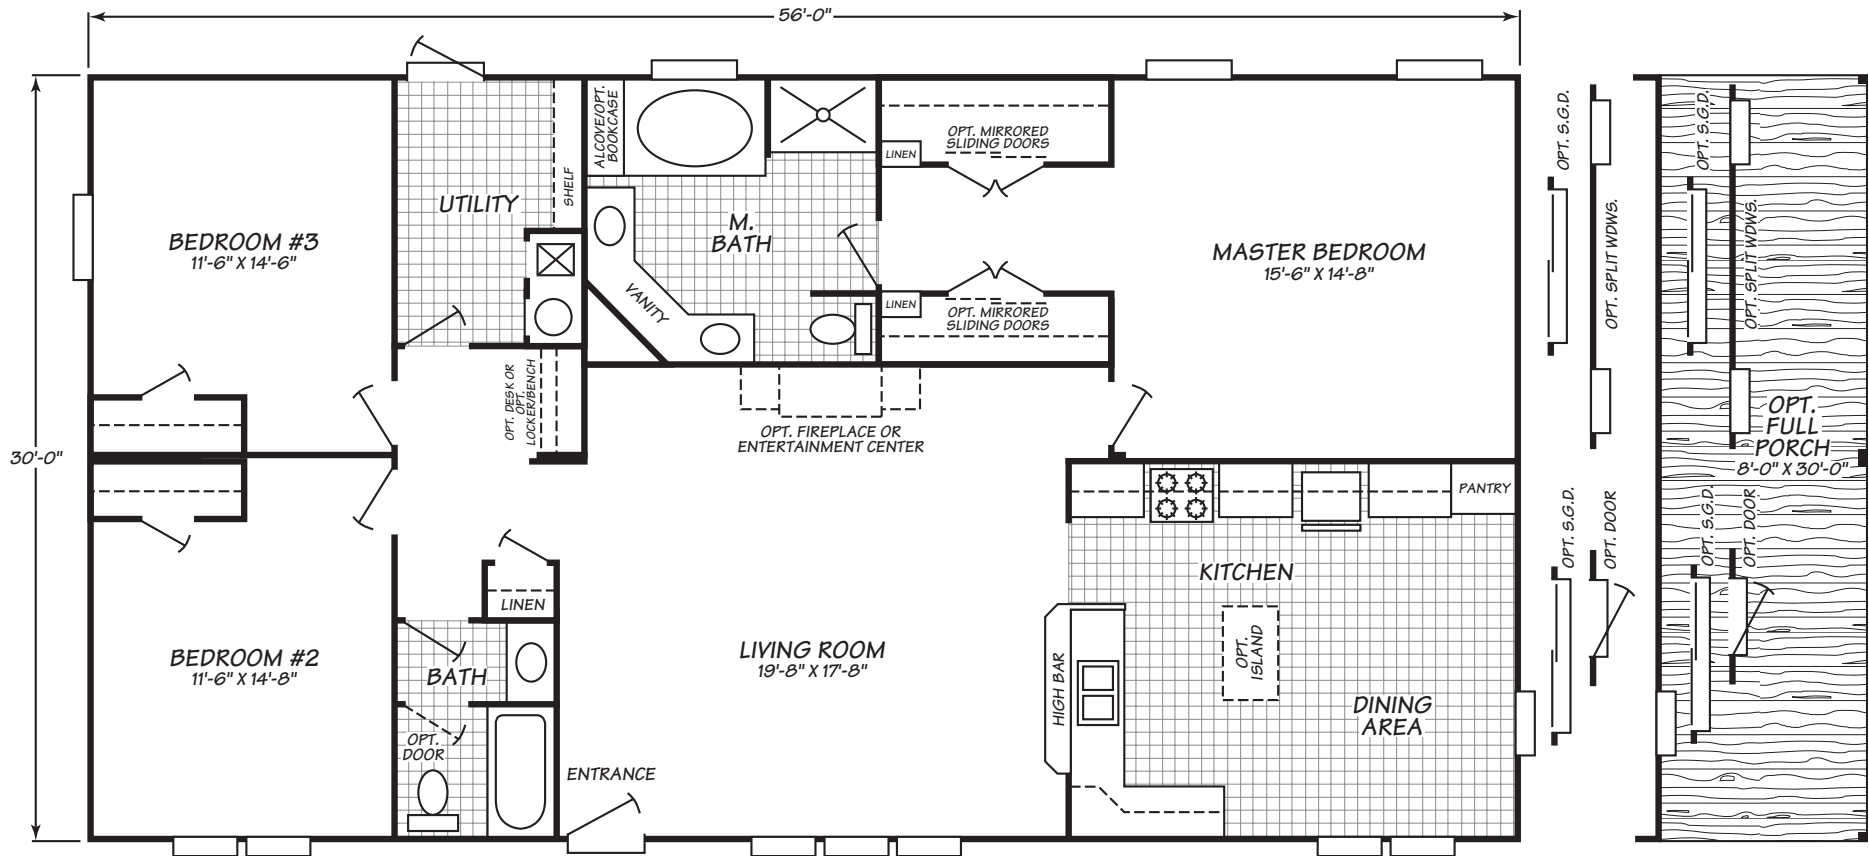 56'-0"
30'-0"
BEDROOM #3
11'-6" X 14'-6"
UTILITY
SHELF
ALCOVE/OPT.
BOOKCASE
M.
BATH
VANITY
LINEN
OPT. MIRRORED
SLIDING DOORS
LINEN
OPT. MIRRORED
SLIDING DOORS
MASTER BEDROOM
15'-6" X 14'-8"
OPT. DESK OR
OPT.
LOCKER/BENCH
OPT. FIREPLACE OR
ENTERTAINMENT CENTER
PANTRY
KITCHEN
OPT.
ISLAND
HIGH BAR
DINING
AREA
LIVING ROOM
19'-8" X 17'-8"
BEDROOM #2
11'-6" X 14'-8"
LINEN
BATH
OPT.
DOOR
ENTRANCE
OPT. S.G.D.
OPT. SPLIT WDWS.
OPT. S.G.D.
OPT. DOOR
OPT. S.G.D.
OPT. SPLIT WDWS.
OPT.
FULL
PORCH
8'-0" X 30'-0"
OPT. S.G.D.
OPT. DOOR